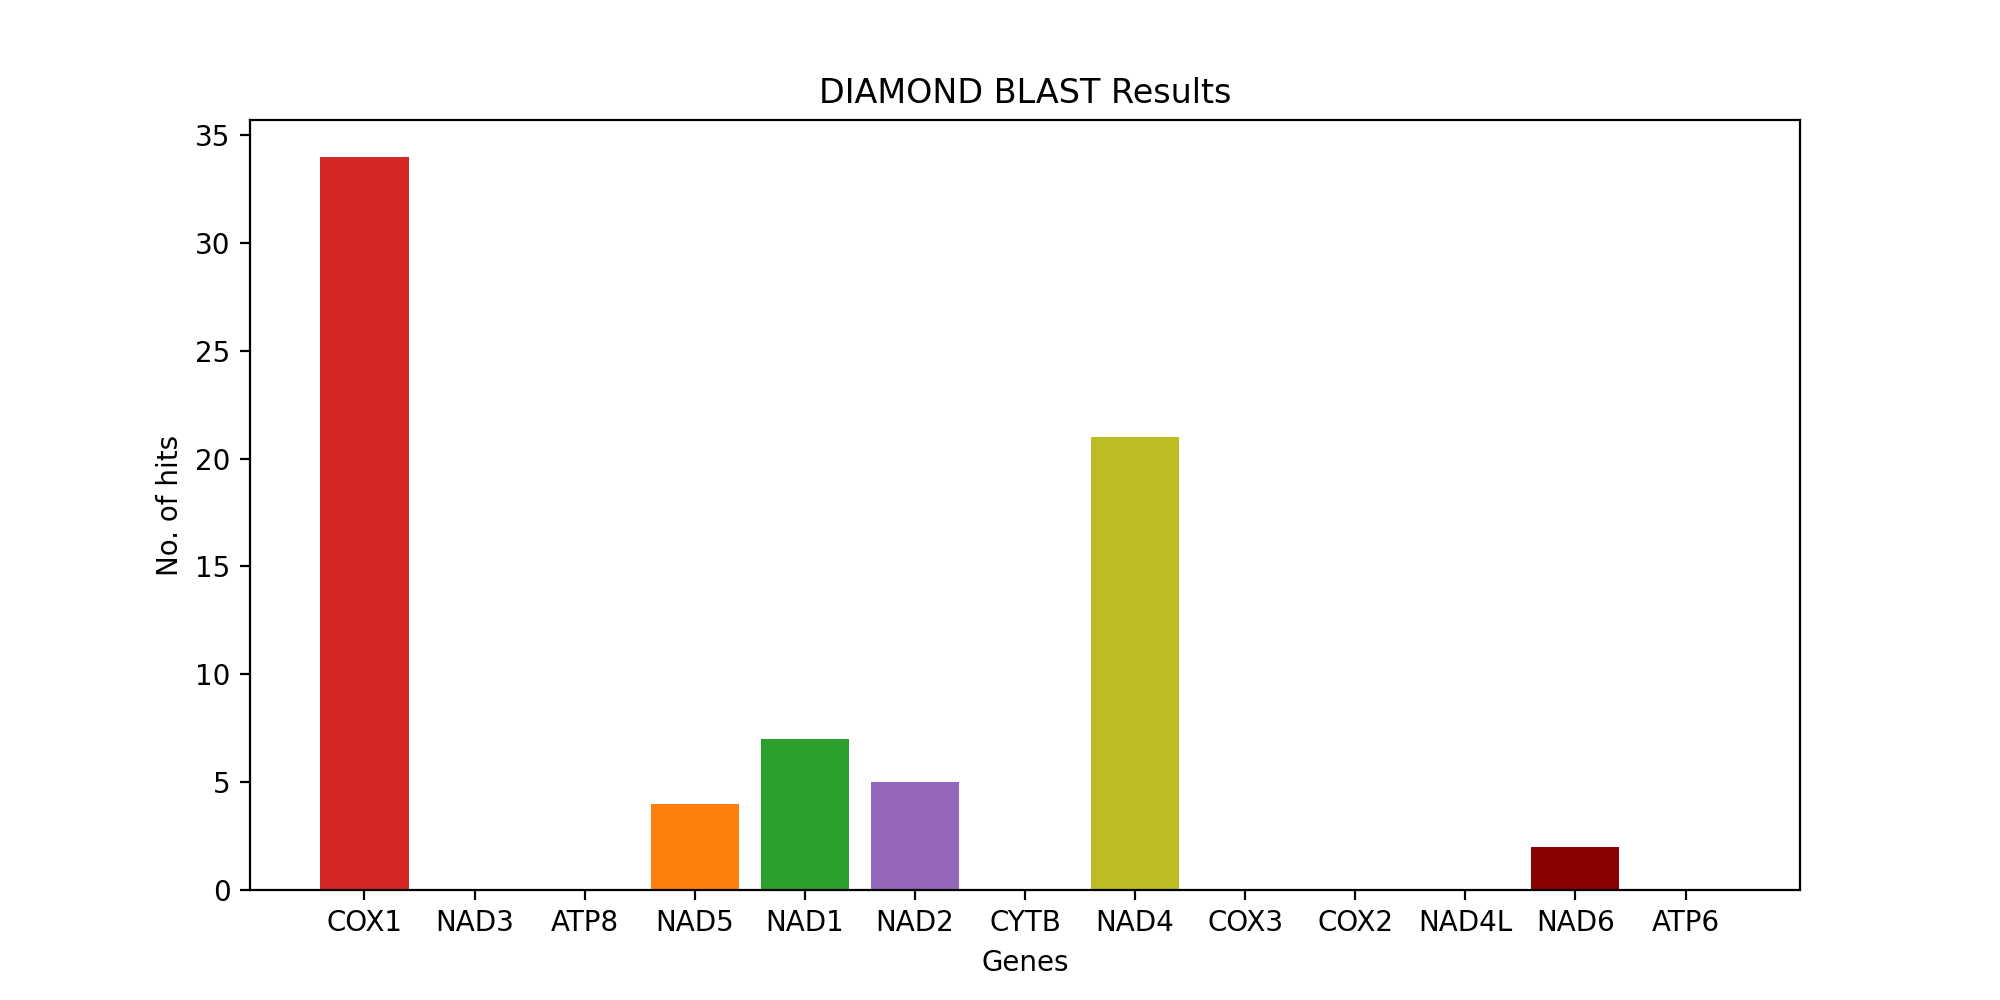 DIAMOND BLAST Results
No. of hits
35
30
25
20
15
10
5
0
COX1 NAD3 ATP8 NAD5 NAD1 NAD2 CYTB NAD4 COX3 COX2 NAD4L NAD6 ATP6
Genes